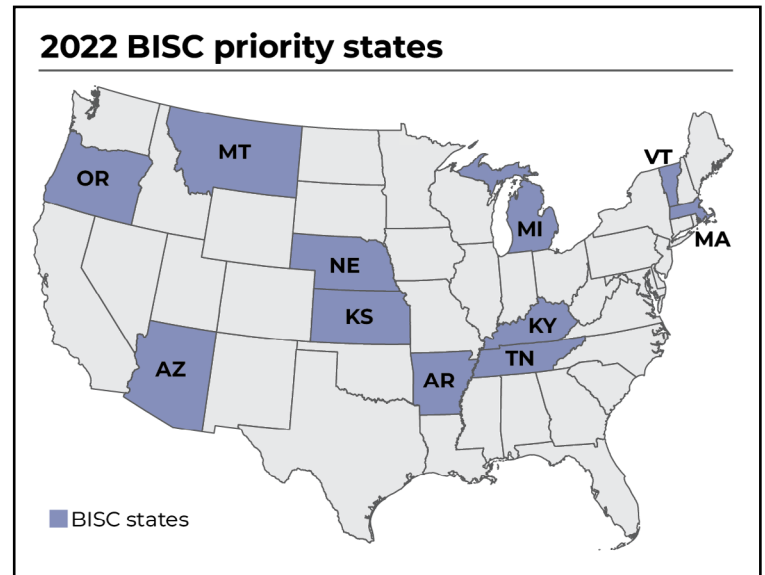 2022 BISC priority states
MT
VT
OR
MI
MA
NE
KS
KY
TN
AZ
AR
BISC states